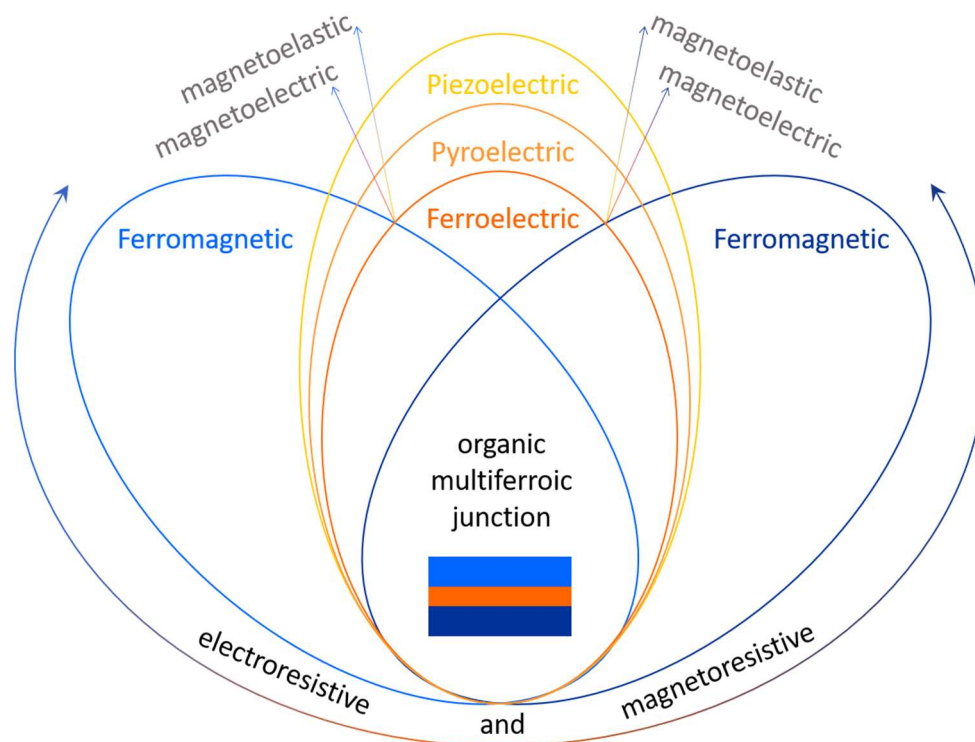 magnetoelastic
magnetoelectric
magnetoelastic
magnetoelectric
Piezoelectric
Pyroelectric
Ferroelectric
Ferromagnetic
Ferromagnetic
organic
multiferroic
junction
electroresistive
and
magnetoresistive